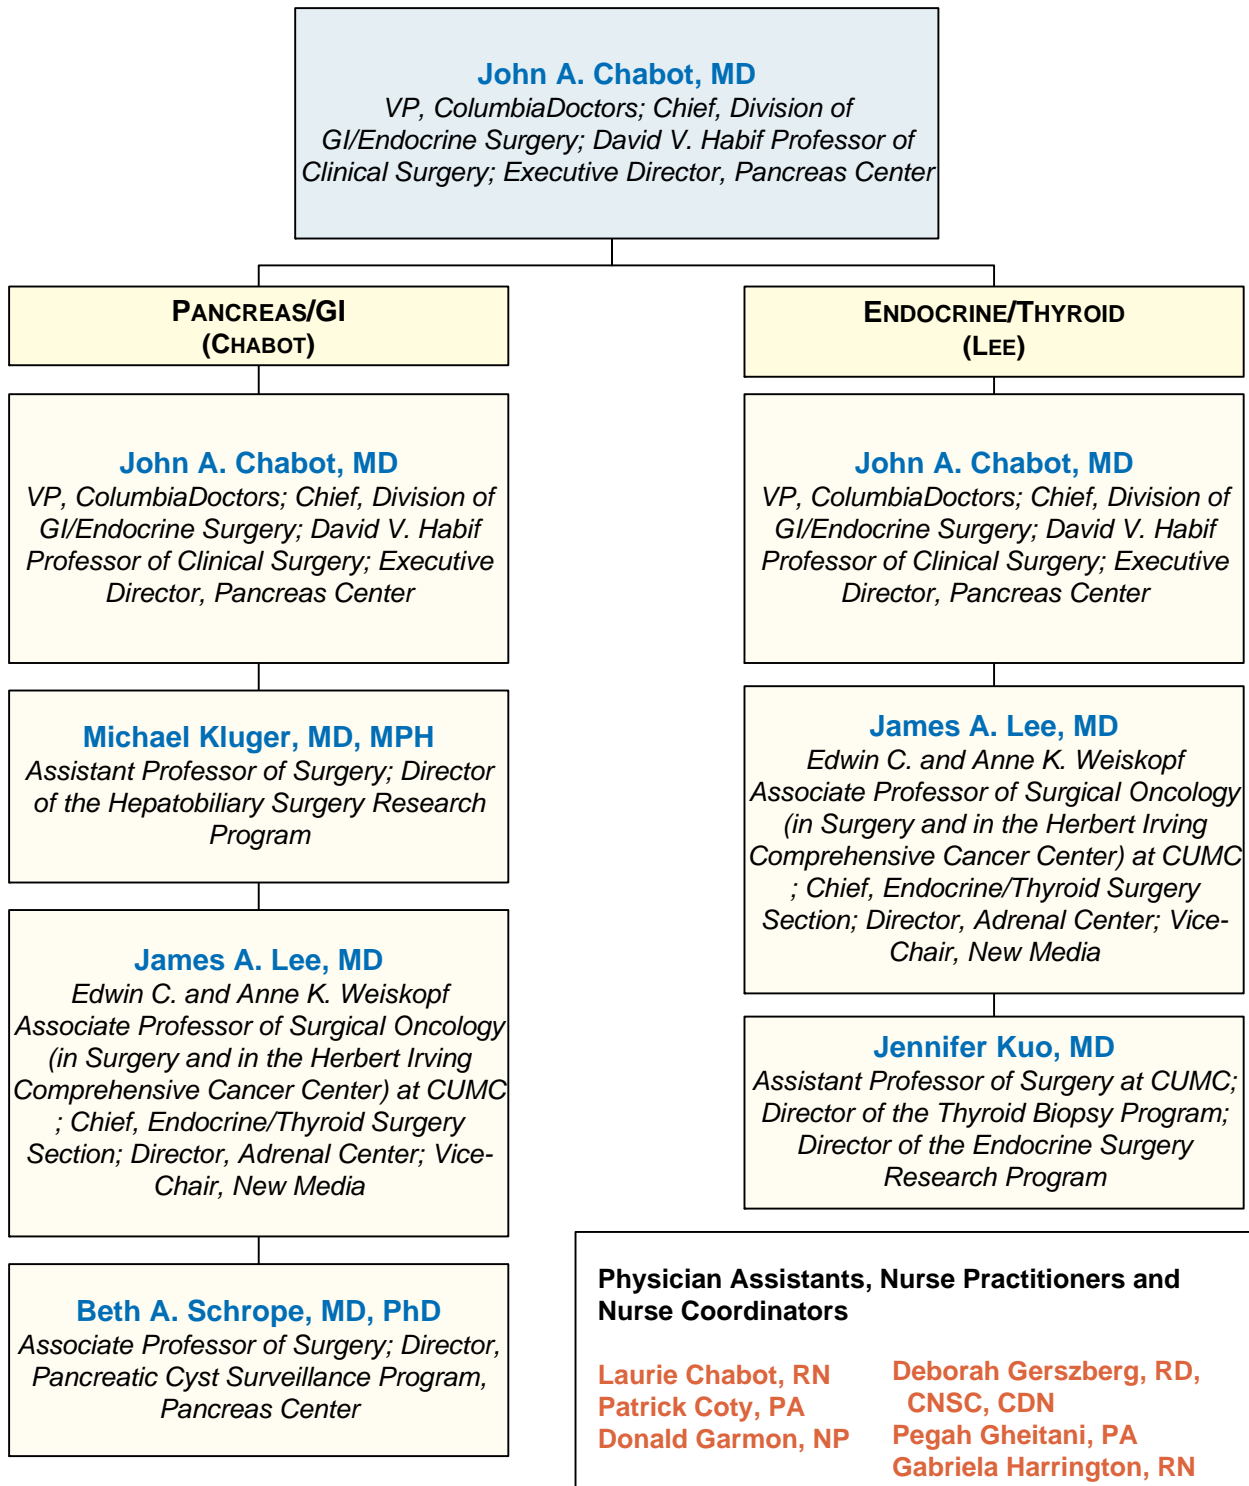 John A. Chabot, MD
VP, ColumbiaDoctors; Chief, Division of
GI/Endocrine Surgery; David V. Habif Professor of
Clinical Surgery; Executive Director, Pancreas Center
PANCREAS/GI
(CHABOT)
John A. Chabot, MD
VP, ColumbiaDoctors; Chief, Division of
GI/Endocrine Surgery; David V. Habif
Professor of Clinical Surgery; Executive
Director, Pancreas Center
Michael Kluger, MD, MPH
Assistant Professor of Surgery; Director
of the Hepatobiliary Surgery Research
Program
James A. Lee, MD
Edwin C. and Anne K. Weiskopf
Associate Professor of Surgical Oncology
(in Surgery and in the Herbert Irving
Comprehensive Cancer Center) at CUMC
; Chief, Endocrine/Thyroid Surgery
Section; Director, Adrenal Center; Vice-
Chair, New Media
Beth A. Schrope, MD, PhD
Associate Professor of Surgery; Director,
Pancreatic Cyst Surveillance Program,
Pancreas Center
ENDOCRINE/THYROID
(LEE)
John A. Chabot, MD
VP, ColumbiaDoctors; Chief, Division of
GI/Endocrine Surgery; David V. Habif
Professor of Clinical Surgery; Executive
Director, Pancreas Center
James A. Lee, MD
Edwin C. and Anne K. Weiskopf
Associate Professor of Surgical Oncology
(in Surgery and in the Herbert Irving
Comprehensive Cancer Center) at CUMC
; Chief, Endocrine/Thyroid Surgery
Section; Director, Adrenal Center; Vice-
Chair, New Media
Jennifer Kuo, MD
Assistant Professor of Surgery at CUMC;
Director of the Thyroid Biopsy Program;
Director of the Endocrine Surgery
Research Program
Physician Assistants, Nurse Practitioners and
Nurse Coordinators
Laurie Chabot, RN
Patrick Coty, PA
Donald Garmon, NP
Deborah Gerszberg, RD,
CNSC, CDN
Pegah Gheitani, PA
Gabriela Harrington, RN